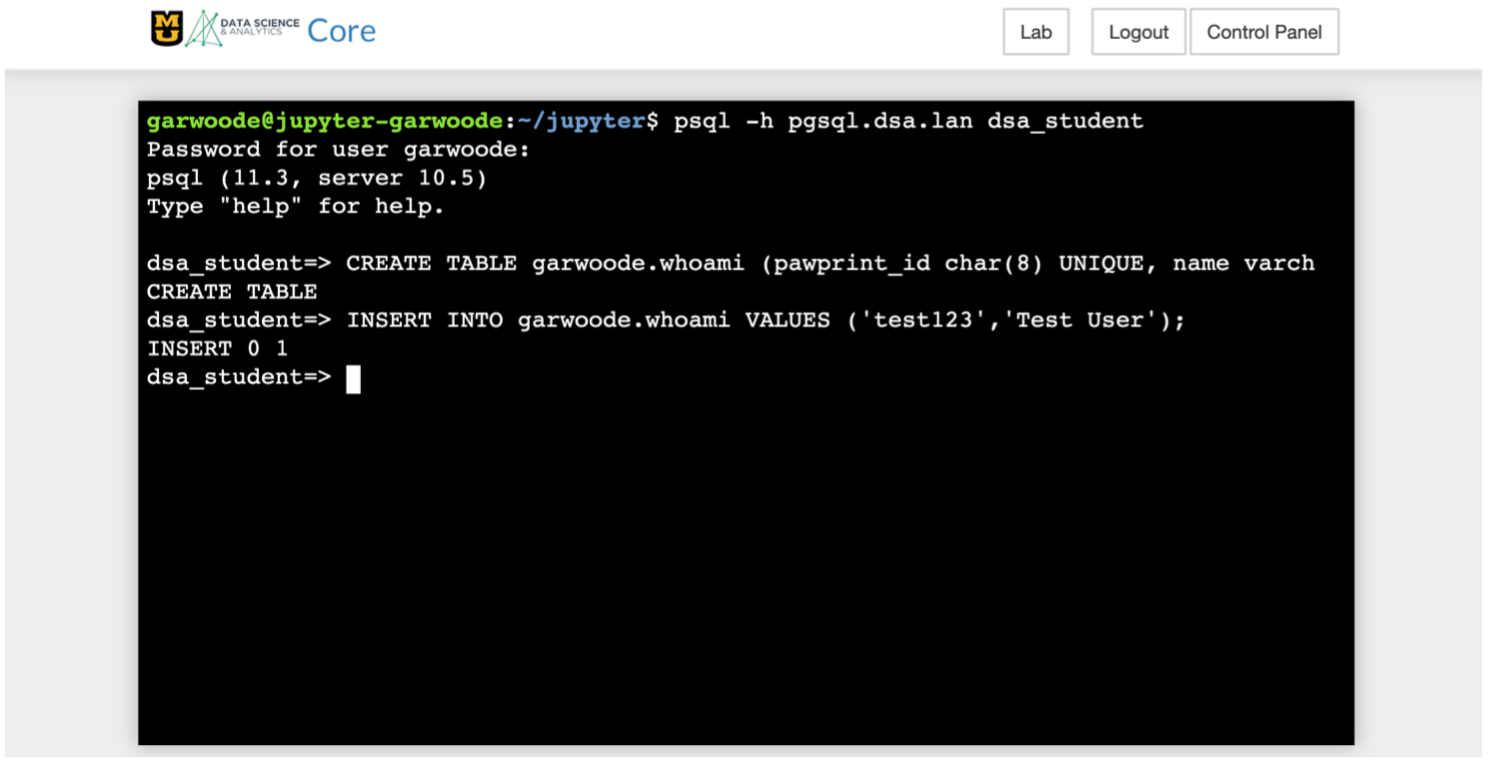 MU DATA SCIENCE & ANALYTICS Core
Lab Logout Control Panel
garwoode@jupyter-garwoode:~/jupyter$ psql -h pgsql.dsa.lan dsa_student
Password for user garwoode:
psql (11.3, server 10.5)
Type "help" for help.
dsa_student=> CREATE TABLE garwoode.whoami (pawprint_id char(8) UNIQUE, name varch
CREATE TABLE
dsa_student=> INSERT INTO garwoode.whoami VALUES ('test123','Test User');
INSERT 0 1
dsa_student=>